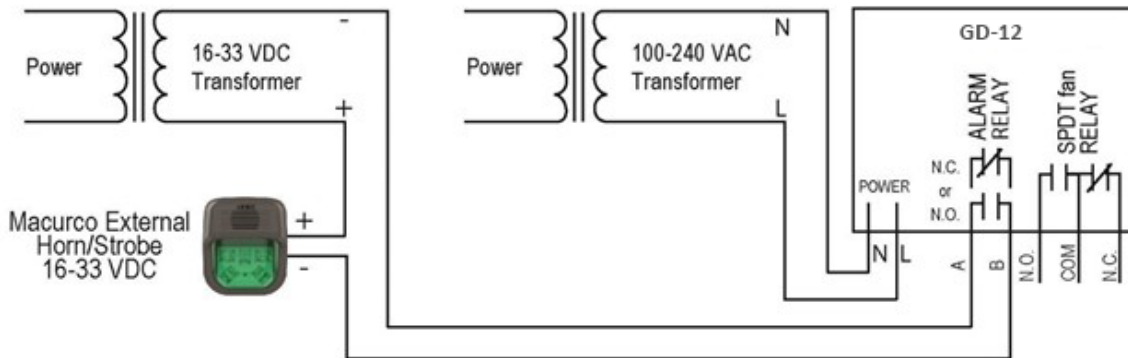 -
16-33 VDC
Transformer
Power
+
N
100-240 VAC
Transformer
Power
L
GD-12
ALARM
RELAY
SPDT fan
RELAY
N.C.
or
N.O.
POWER
N
L
A
B
N.O.
COM
N.C.
Macurco External
Horn/Strobe
16-33 VDC
+
-